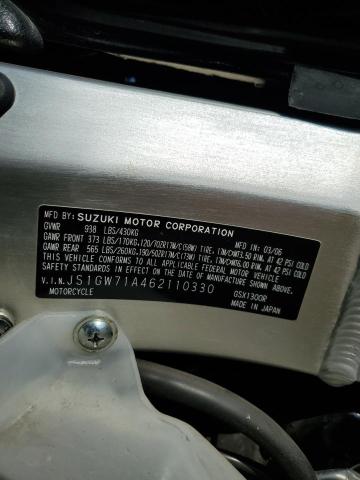 MFD. BY: SUZUKI MOTOR CORPORATION
GVWR 938 LBS/430KG MFD. IN 03/06
GAWR FRONT 373 LBS/170KG,120/70ZR17M/C(58W) TIRE, 17M/CMT3.50 RIM, AT 42 PSI COLD
GAWR REAR 565 LBS/260KG,190/50ZR17M/C(73W) TIRE, 17M/CMT6.00 RIM, AT 42 PSI COLD
THIS VEHICLE CONFORMS TO ALL APPLICABLE FEDERAL MOTOR VEHICLE
SAFETY STANDARDS IN EFFECT ON THE DATE OF MANUFACTURE SHOWN ABOVE.
V.I.N. JS1GW71A462110330 GSX1300R
MOTORCYCLE MADE IN JAPAN